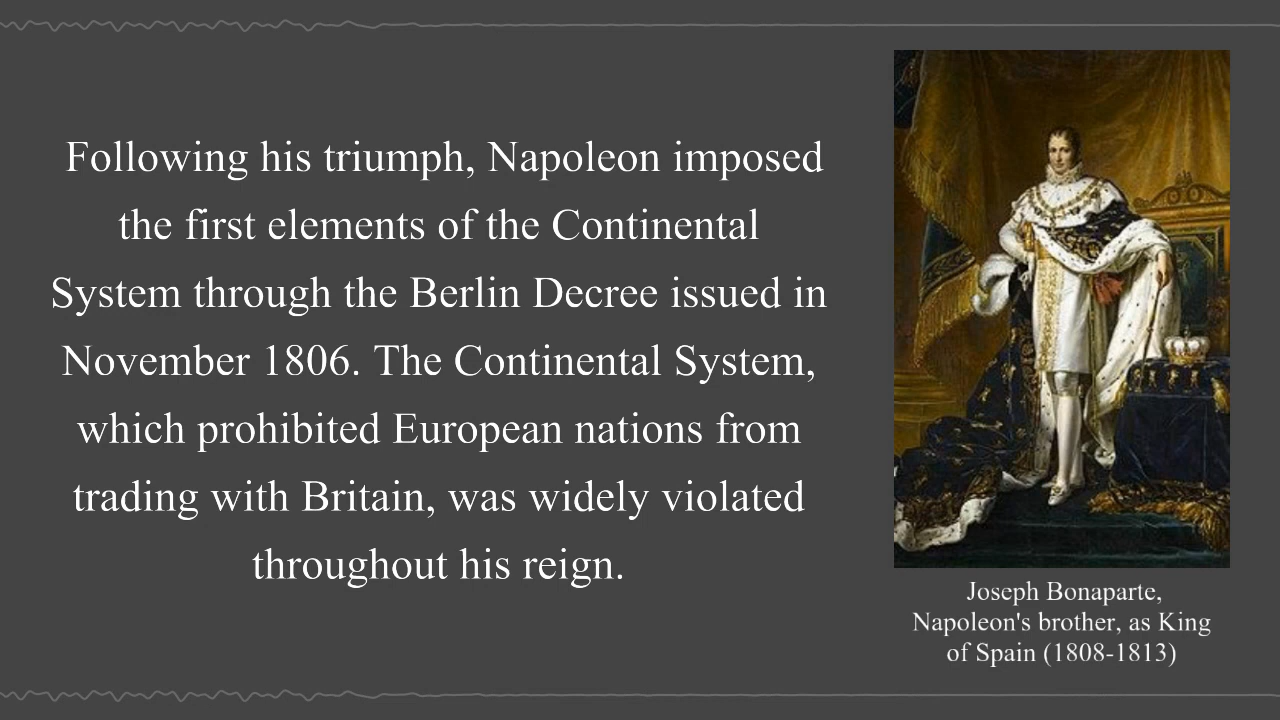 Following his triumph, Napoleon imposed
the first elements of the Continental
System through the Berlin Decree issued in
November 1806. The Continental System,
which prohibited European nations from
trading with Britain, was widely violated
throughout his reign.
Joseph Bonaparte,
Napoleon's brother, as King
of Spain (1808-1813)